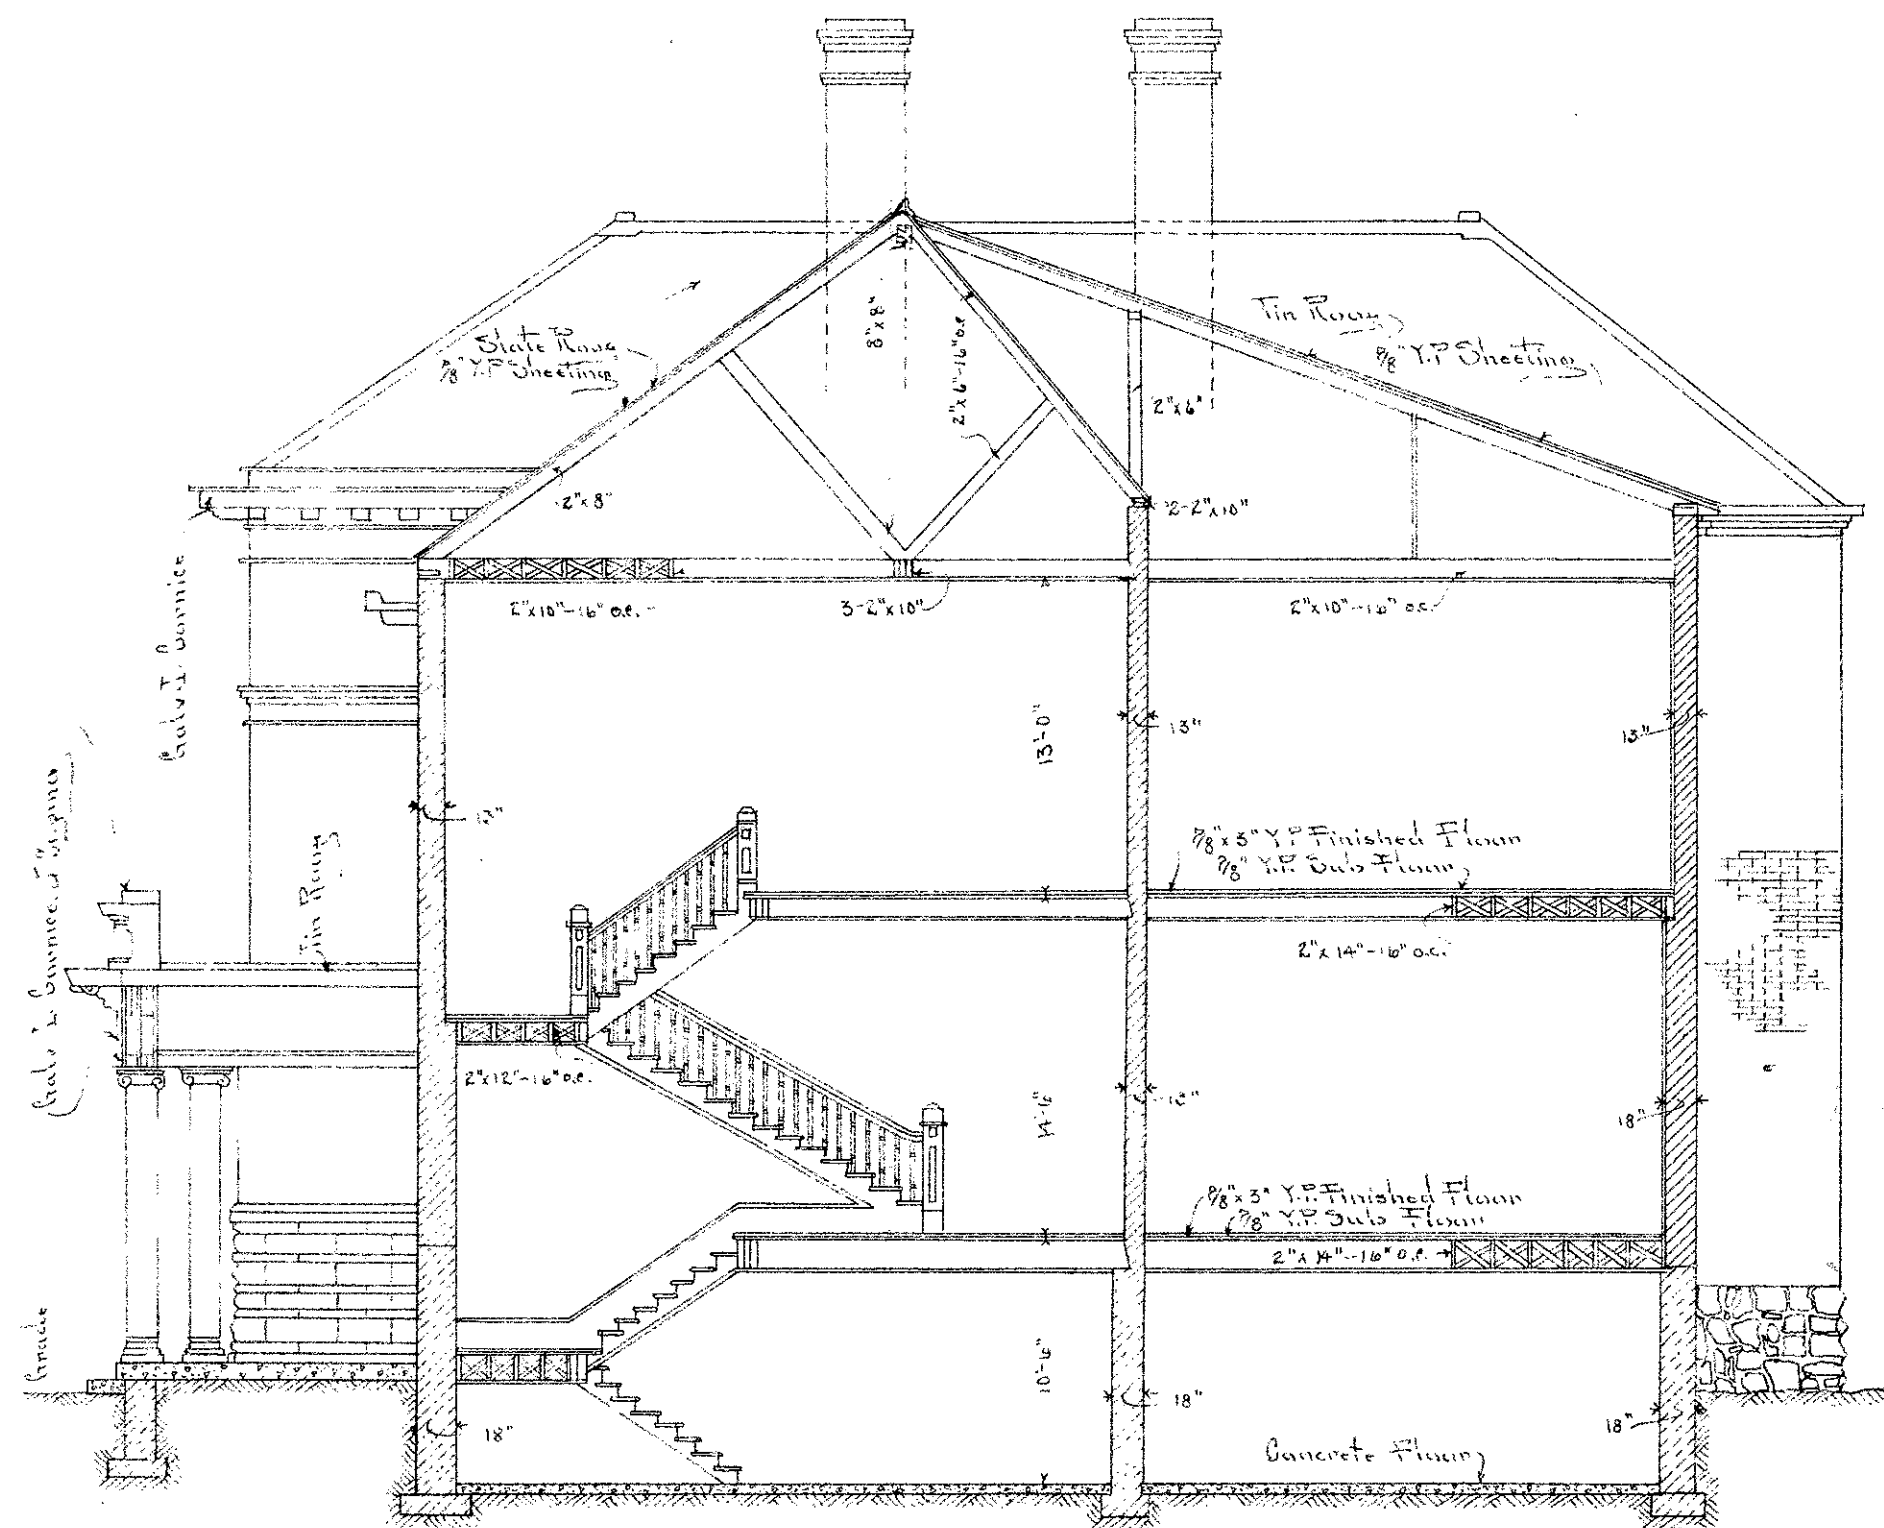 8"x8"
2"x6"-16"o.c.
Slate Roof
7/8" Y.P. Sheeting
Tin Roof
7/8" Y.P Sheeting
2"x6"
2"x8"
2-2"x10"
2"x10"-16" o.c.
3-2"x10"
2"x10"-16" o.c.
Galv. I. Cornice
13'-0"
13"
13"
7/8"x3" Y.P. Finished Floor
7/8" Y.P. Sub Floor
Tin Roof
2"x14"-16" o.c.
Galv. I. Cornice
2"x12"-16"o.c.
14'-6"
18"
7/8"x3" Y.P. Finished Floor
7/8" Y.P. Sub Floor
2"x14"-16" o.c.
Grade
10'-6"
18"
18"
18"
Concrete Floor